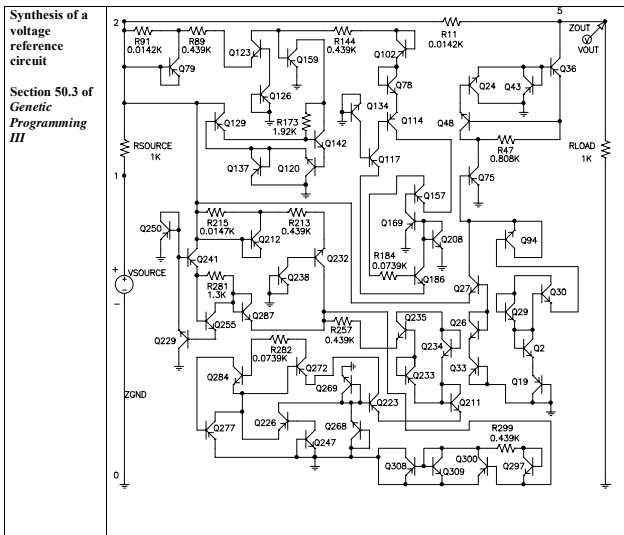 Synthesis of a
voltage
reference
circuit
Section 50.3 of
Genetic
Programming
III
2
5
ZOUT
VOUT
R91
0.0142K
R89
0.439K
Q123
R144
0.439K
Q102
R11
0.0142K
Q159
Q79
Q78
Q36
Q24
Q43
Q126
Q134
Q129
R173
1.92K
Q114
Q48
RSOURCE
1K
Q142
R47
0.808K
RLOAD
1K
Q137
Q120
Q117
Q75
1
Q157
Q250
R215
0.0147K
R213
0.439K
Q169
Q94
Q212
R184
0.0739K
Q208
Q241
Q232
Q186
+
VSOURCE
−
R281
1.3K
Q238
Q27
Q30
Q29
Q255
Q287
R257
0.439K
Q235
Q26
Q234
Q2
Q229
R282
0.0739K
Q272
Q233
Q33
Q284
Q19
ZGND
Q269
Q223
Q211
Q277
Q226
Q268
R299
0.439K
Q247
Q308
Q300
Q297
Q309
0